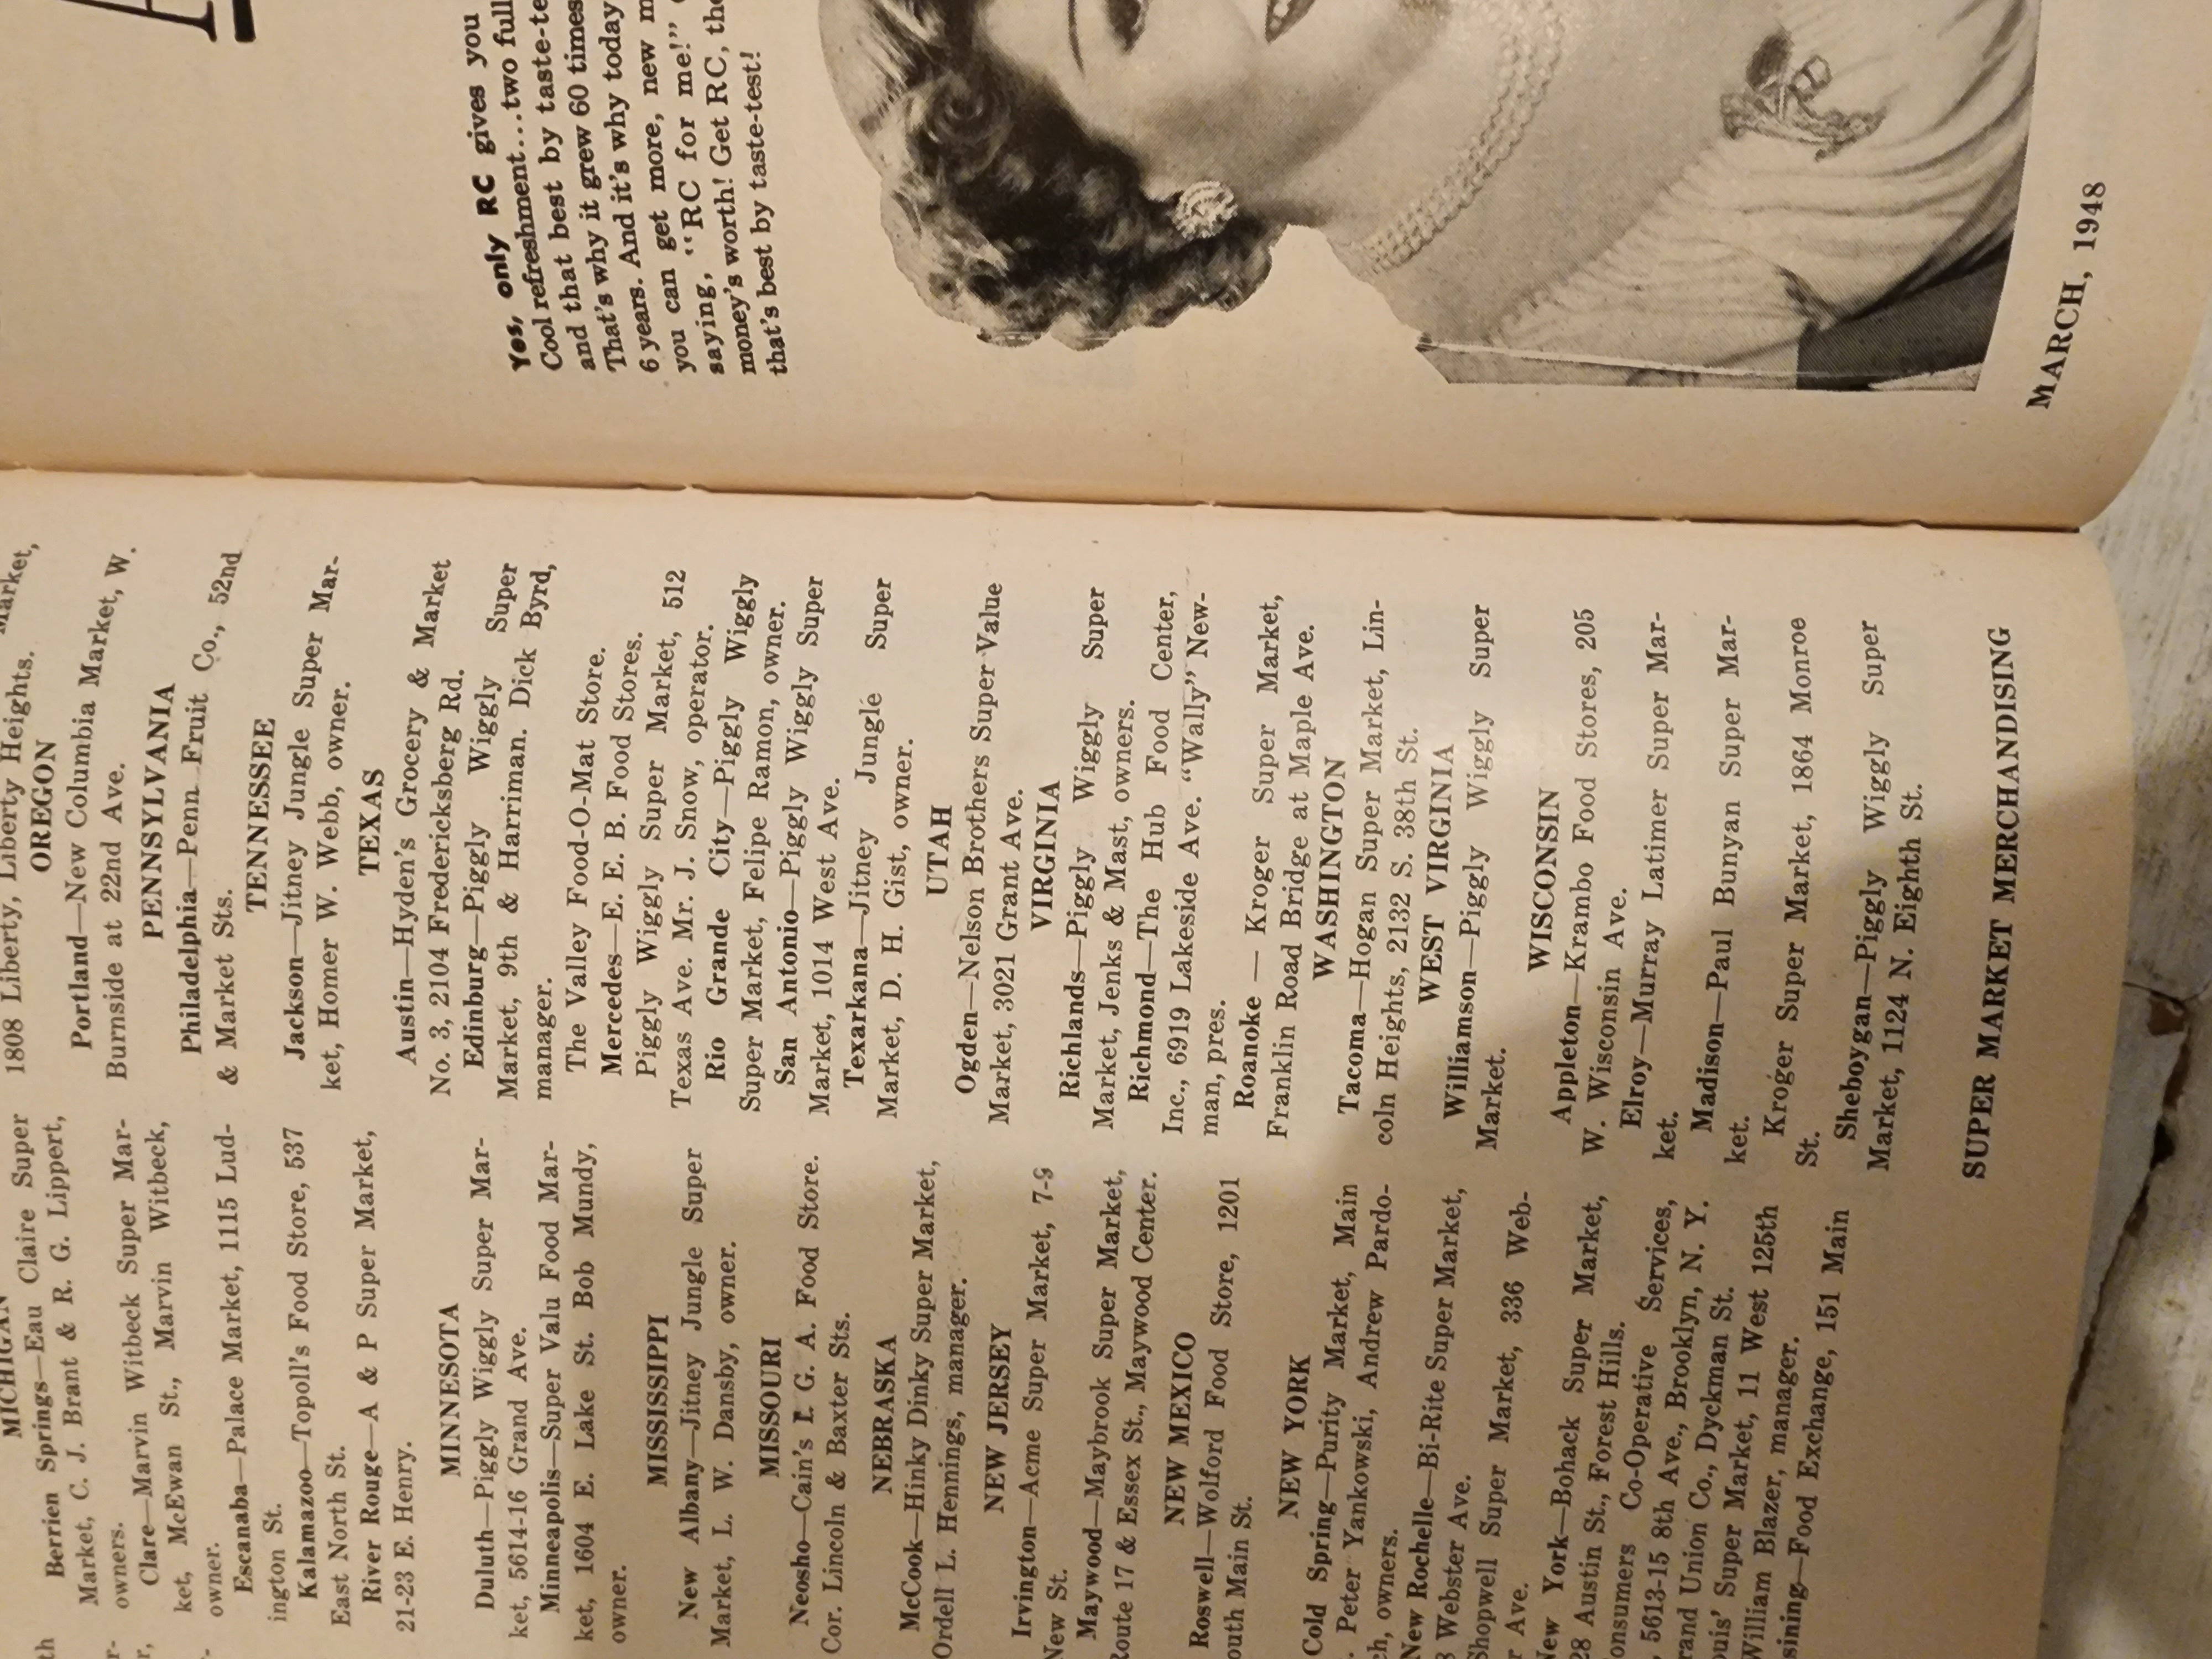 MICHIGAN
Berrien Springs—Eau Claire Super
Market, C. J. Brant & R. G. Lippert,
owners.
Clare—Marvin Witbeck Super Mar-
ket, McEwan St., Marvin Witbeck,
owner.
Escanaba—Palace Market, 1115 Lud-
ington St.
Kalamazoo—Topoll's Food Store, 537
East North St.
River Rouge—A & P Super Market,
21-23 E. Henry.
MINNESOTA
Duluth—Piggly Wiggly Super Mar-
ket, 5614-16 Grand Ave.
Minneapolis—Super Valu Food Mar-
ket, 1604 E. Lake St. Bob Mundy,
owner.
MISSISSIPPI
New Albany—Jitney Jungle Super
Market, L. W. Dansby, owner.
MISSOURI
Neosho—Cain's I. G. A. Food Store.
Cor. Lincoln & Baxter Sts.
NEBRASKA
McCook—Hinky Dinky Super Market,
Ordell L. Hennings, manager.
NEW JERSEY
Irvington—Acme Super Market, 7-9
New St.
Maywood—Maybrook Super Market,
Route 17 & Essex St., Maywood Center.
NEW MEXICO
Roswell—Wolford Food Store, 1201
outh Main St.
NEW YORK
Cold Spring—Purity Market, Main
. Peter Yankowski, Andrew Pardo-
ch, owners.
New Rochelle—Bi-Rite Super Market,
Webster Ave.
Shopwell Super Market, 336 Web-
r Ave.
New York—Bohack Super Market,
28 Austin St., Forest Hills.
onsumers Co-Operative Services,
, 5613-15 8th Ave., Brooklyn, N. Y.
rand Union Co., Dyckman St.
ouis' Super Market, 11 West 125th
William Blazer, manager.
sining—Food Exchange, 151 Main
Market,
1808 Liberty, Liberty Heights.
OREGON
Portland—New Columbia Market, W.
Burnside at 22nd Ave.
PENNSYLVANIA
Philadelphia—Penn Fruit Co., 52nd
& Market Sts.
TENNESSEE
Jackson—Jitney Jungle Super Mar-
ket, Homer W. Webb, owner.
TEXAS
Austin—Hyden's Grocery & Market
No. 3, 2104 Fredericksberg Rd.
Edinburg—Piggly Wiggly Super
Market, 9th & Harriman. Dick Byrd,
manager.
The Valley Food-O-Mat Store.
Mercedes—E. E. B. Food Stores.
Piggly Wiggly Super Market, 512
Texas Ave. Mr. J. Snow, operator.
Rio Grande City—Piggly Wiggly
Super Market, Felipe Ramon, owner.
San Antonio—Piggly Wiggly Super
Market, 1014 West Ave.
Texarkana—Jitney Jungle Super
Market, D. H. Gist, owner.
UTAH
Ogden—Nelson Brothers Super Value
Market, 3021 Grant Ave.
VIRGINIA
Richlands—Piggly Wiggly Super
Market, Jenks & Mast, owners.
Richmond—The Hub Food Center,
Inc., 6919 Lakeside Ave. "Wally" New-
man, pres.
Roanoke — Kroger Super Market,
Franklin Road Bridge at Maple Ave.
WASHINGTON
Tacoma—Hogan Super Market, Lin-
coln Heights, 2132 S. 38th St.
WEST VIRGINIA
Williamson—Piggly Wiggly Super
Market.
WISCONSIN
Appleton—Krambo Food Stores, 205
W. Wisconsin Ave.
Elroy—Murray Latimer Super Mar-
ket.
Madison—Paul Bunyan Super Mar-
ket.
Kroger Super Market, 1864 Monroe
St.
Sheboygan—Piggly Wiggly Super
Market, 1124 N. Eighth St.
SUPER MARKET MERCHANDISING
Yes, only RC gives you
Cool refreshment...two full
and that best by taste-te
That's why it grew 60 times
6 years. And it's why today
you can get more, new m
saying, "RC for me!"
money's worth! Get RC, the
that's best by taste-test!
MARCH, 1948